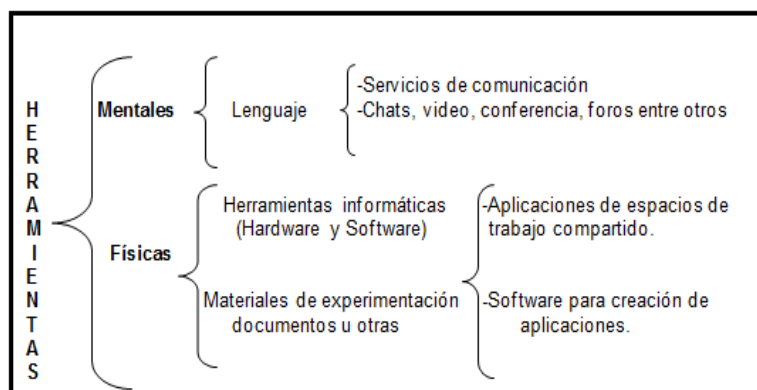 HERRAMIENTAS
Mentales
Lenguaje
-Servicios de comunicación
-Chats, video, conferencia, foros entre otros
Físicas
Herramientas informáticas
(Hardware y Software)
Materiales de experimentación
documentos u otras
-Aplicaciones de espacios de
trabajo compartido.
-Software para creación de
aplicaciones.